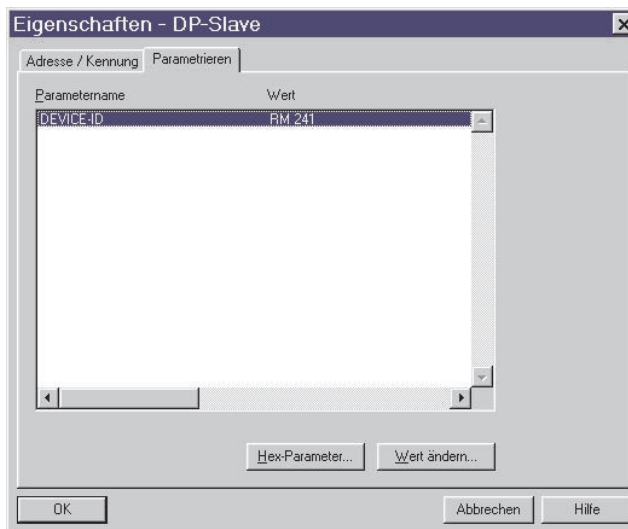 Eigenschaften - DP-Slave
Adresse / Kennung Parametrieren
Parametername Wert
DEVICE-ID RM 241
Hex-Parameter... Wert ändern...
OK Abbrechen Hilfe